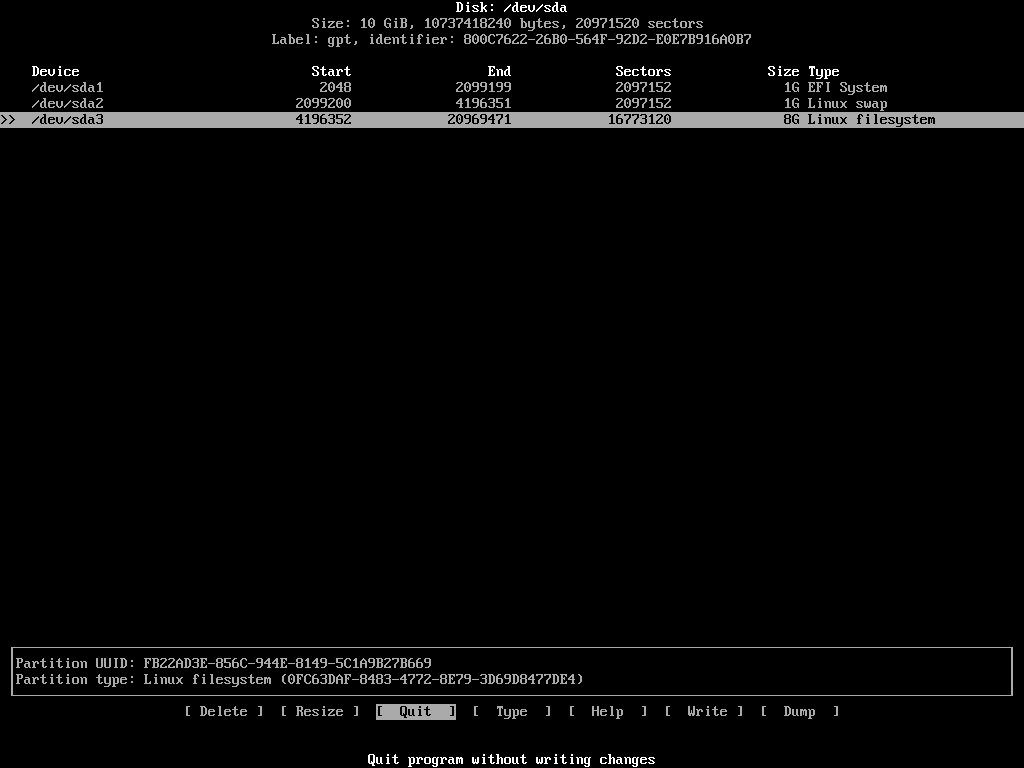 Disk: /dev/sda
Size: 10 GiB, 10737418240 bytes, 20971520 sectors
Label: gpt, identifier: 800C7622-26B0-564F-92D2-E0E7B916A0B7
Device Start End Sectors Size Type
/dev/sda1 2048 2099199 2097152 1G EFI System
/dev/sda2 2099200 4196351 2097152 1G Linux swap
>> /dev/sda3 4196352 20969471 16773120 8G Linux filesystem
Partition UUID: FB22AD3E-856C-944E-8149-5C1A9B27B669
Partition type: Linux filesystem (0FC63DAF-8483-4772-8E79-3D69D8477DE4)
[ Delete ] [ Resize ] [ Quit ] [ Type ] [ Help ] [ Write ] [ Dump ]
Quit program without writing changes